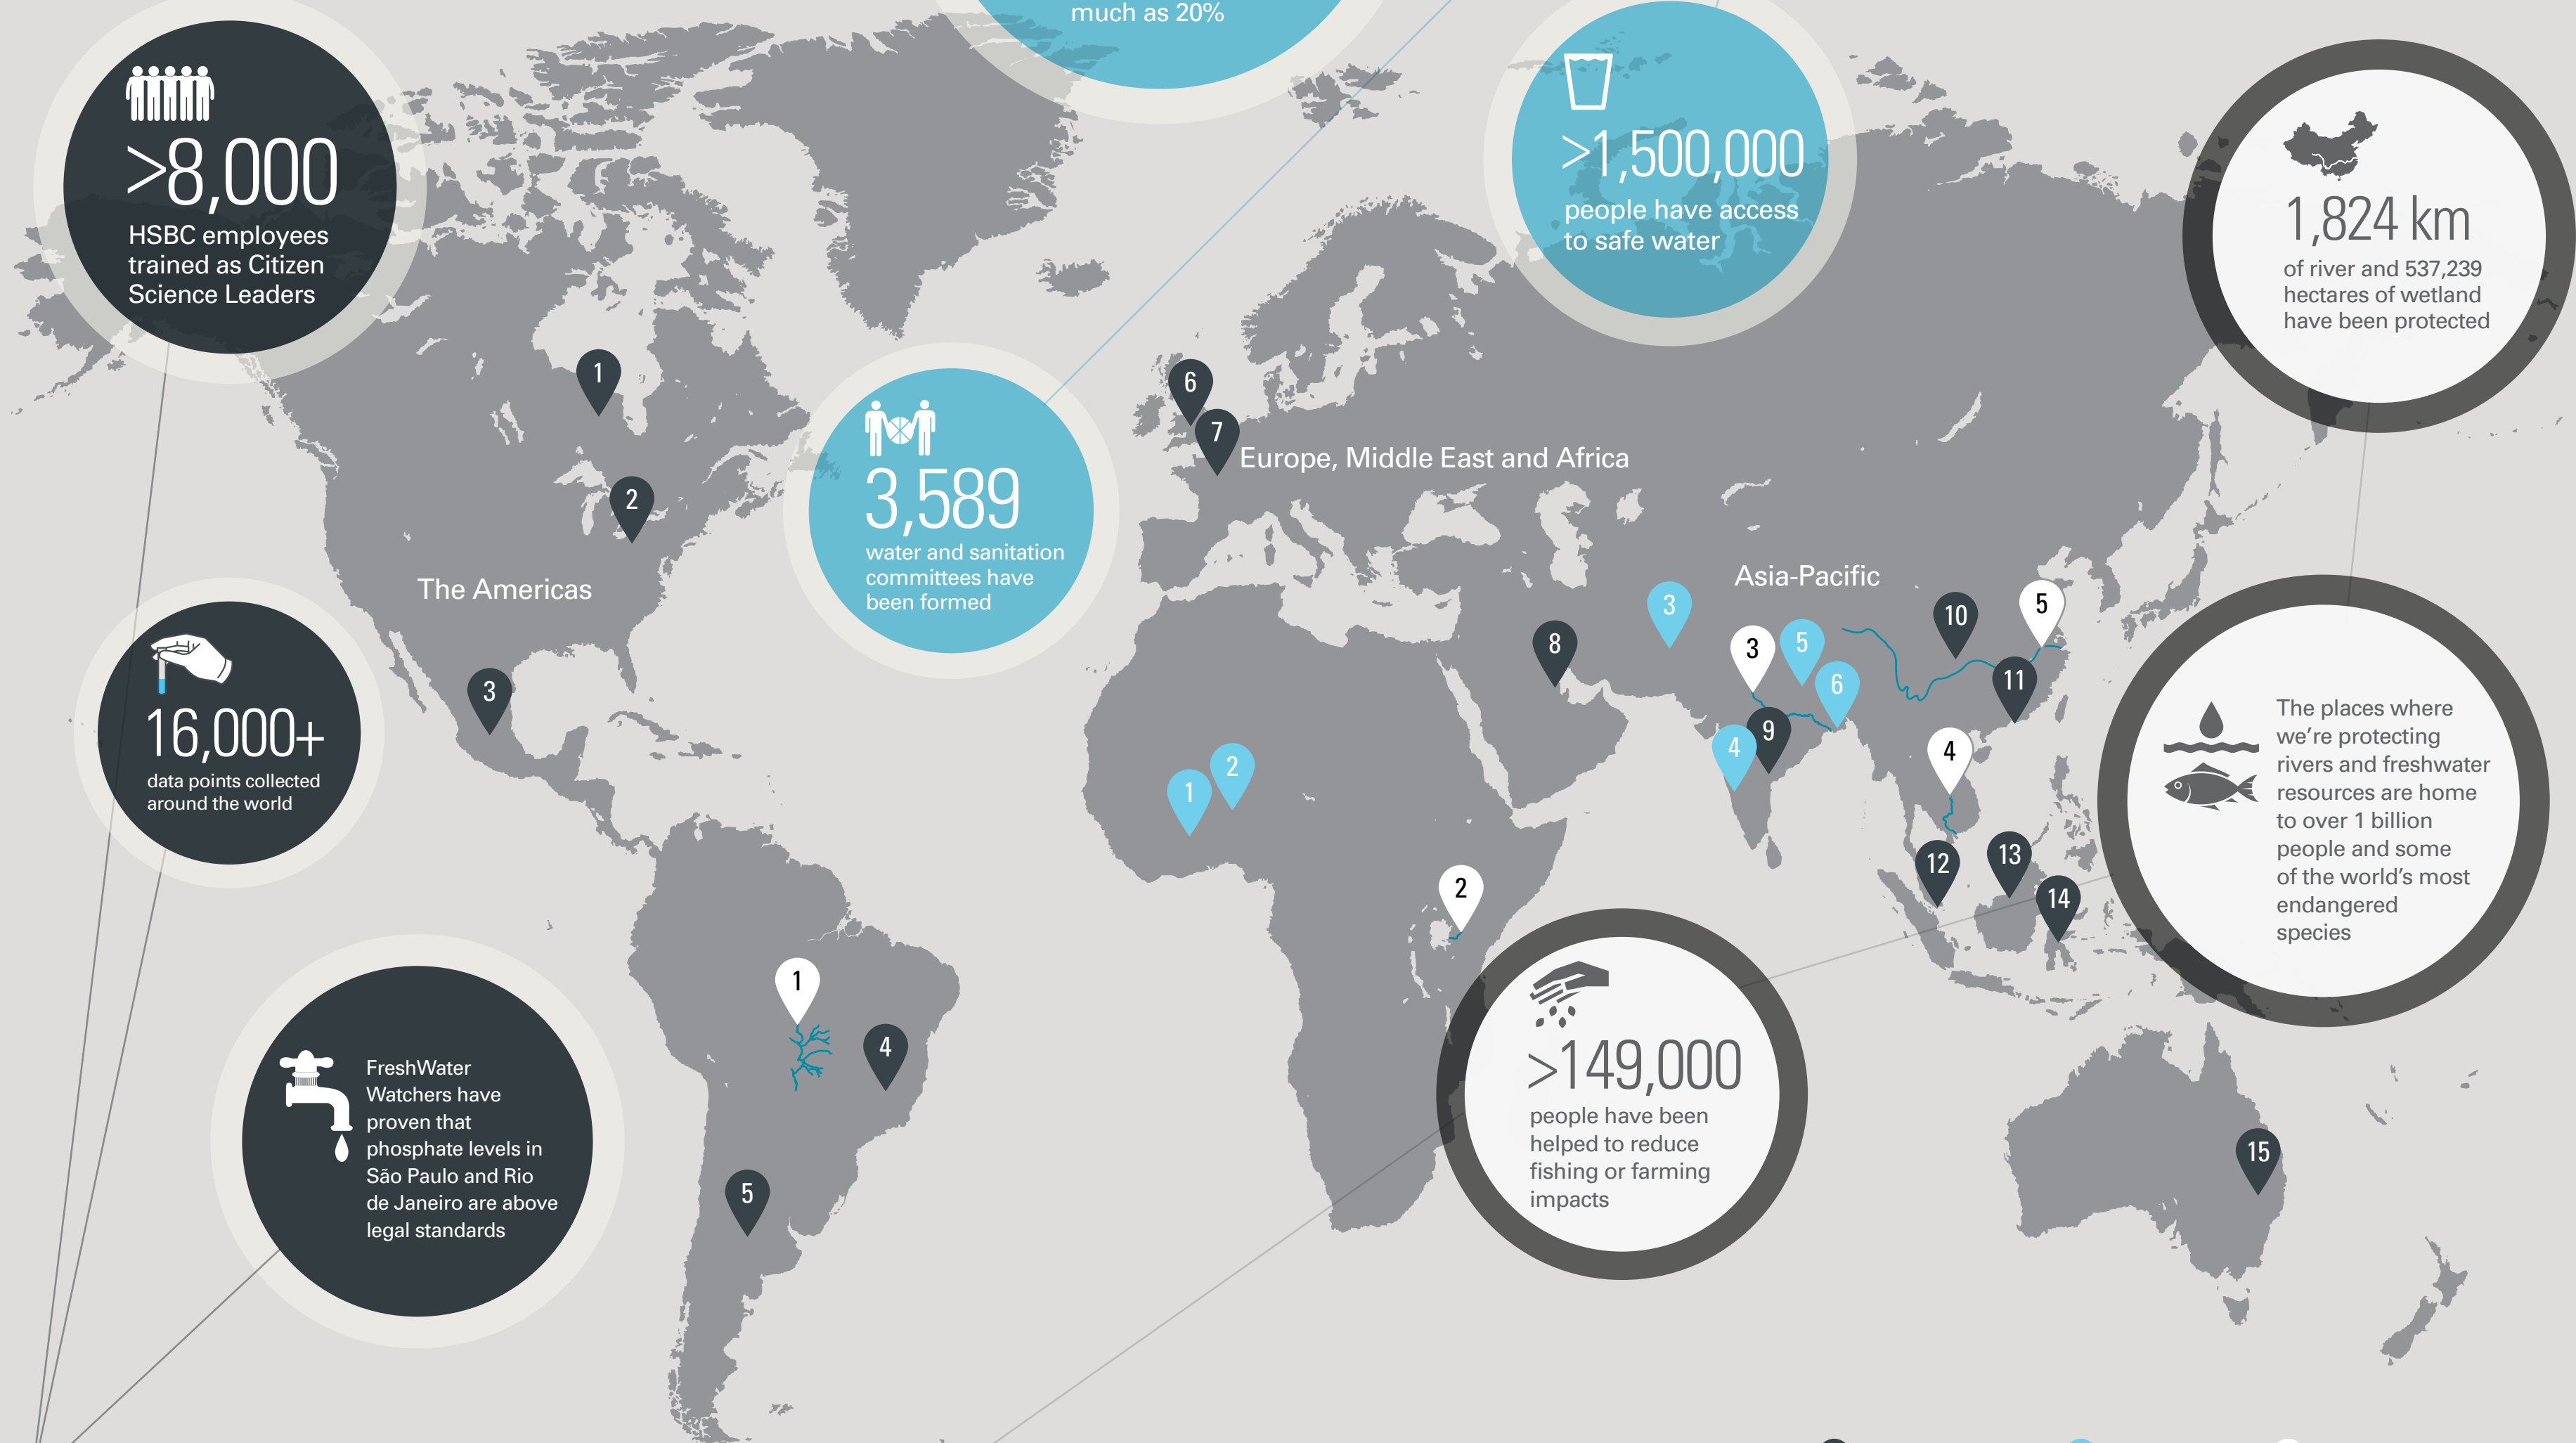 much as 20%
>8,000
HSBC employees
trained as Citizen
Science Leaders
>1,500,000
people have access
to safe water
1,824 km
of river and 537,239
hectares of wetland
have been protected
1
6
7
Europe, Middle East and Africa
3,589
water and sanitation
committees have
been formed
2
The Americas
Asia-Pacific
3
5
10
8
3
5
6
11
3
16,000+
data points collected
around the world
9
4
4
2
1
The places where
we're protecting
rivers and freshwater
resources are home
to over 1 billion
people and some
of the world's most
endangered
species
12
13
14
2
1
4
>149,000
people have been
helped to reduce
fishing or farming
impacts
FreshWater
Watchers have
proven that
phosphate levels in
São Paulo and Rio
de Janeiro are above
legal standards
5
15